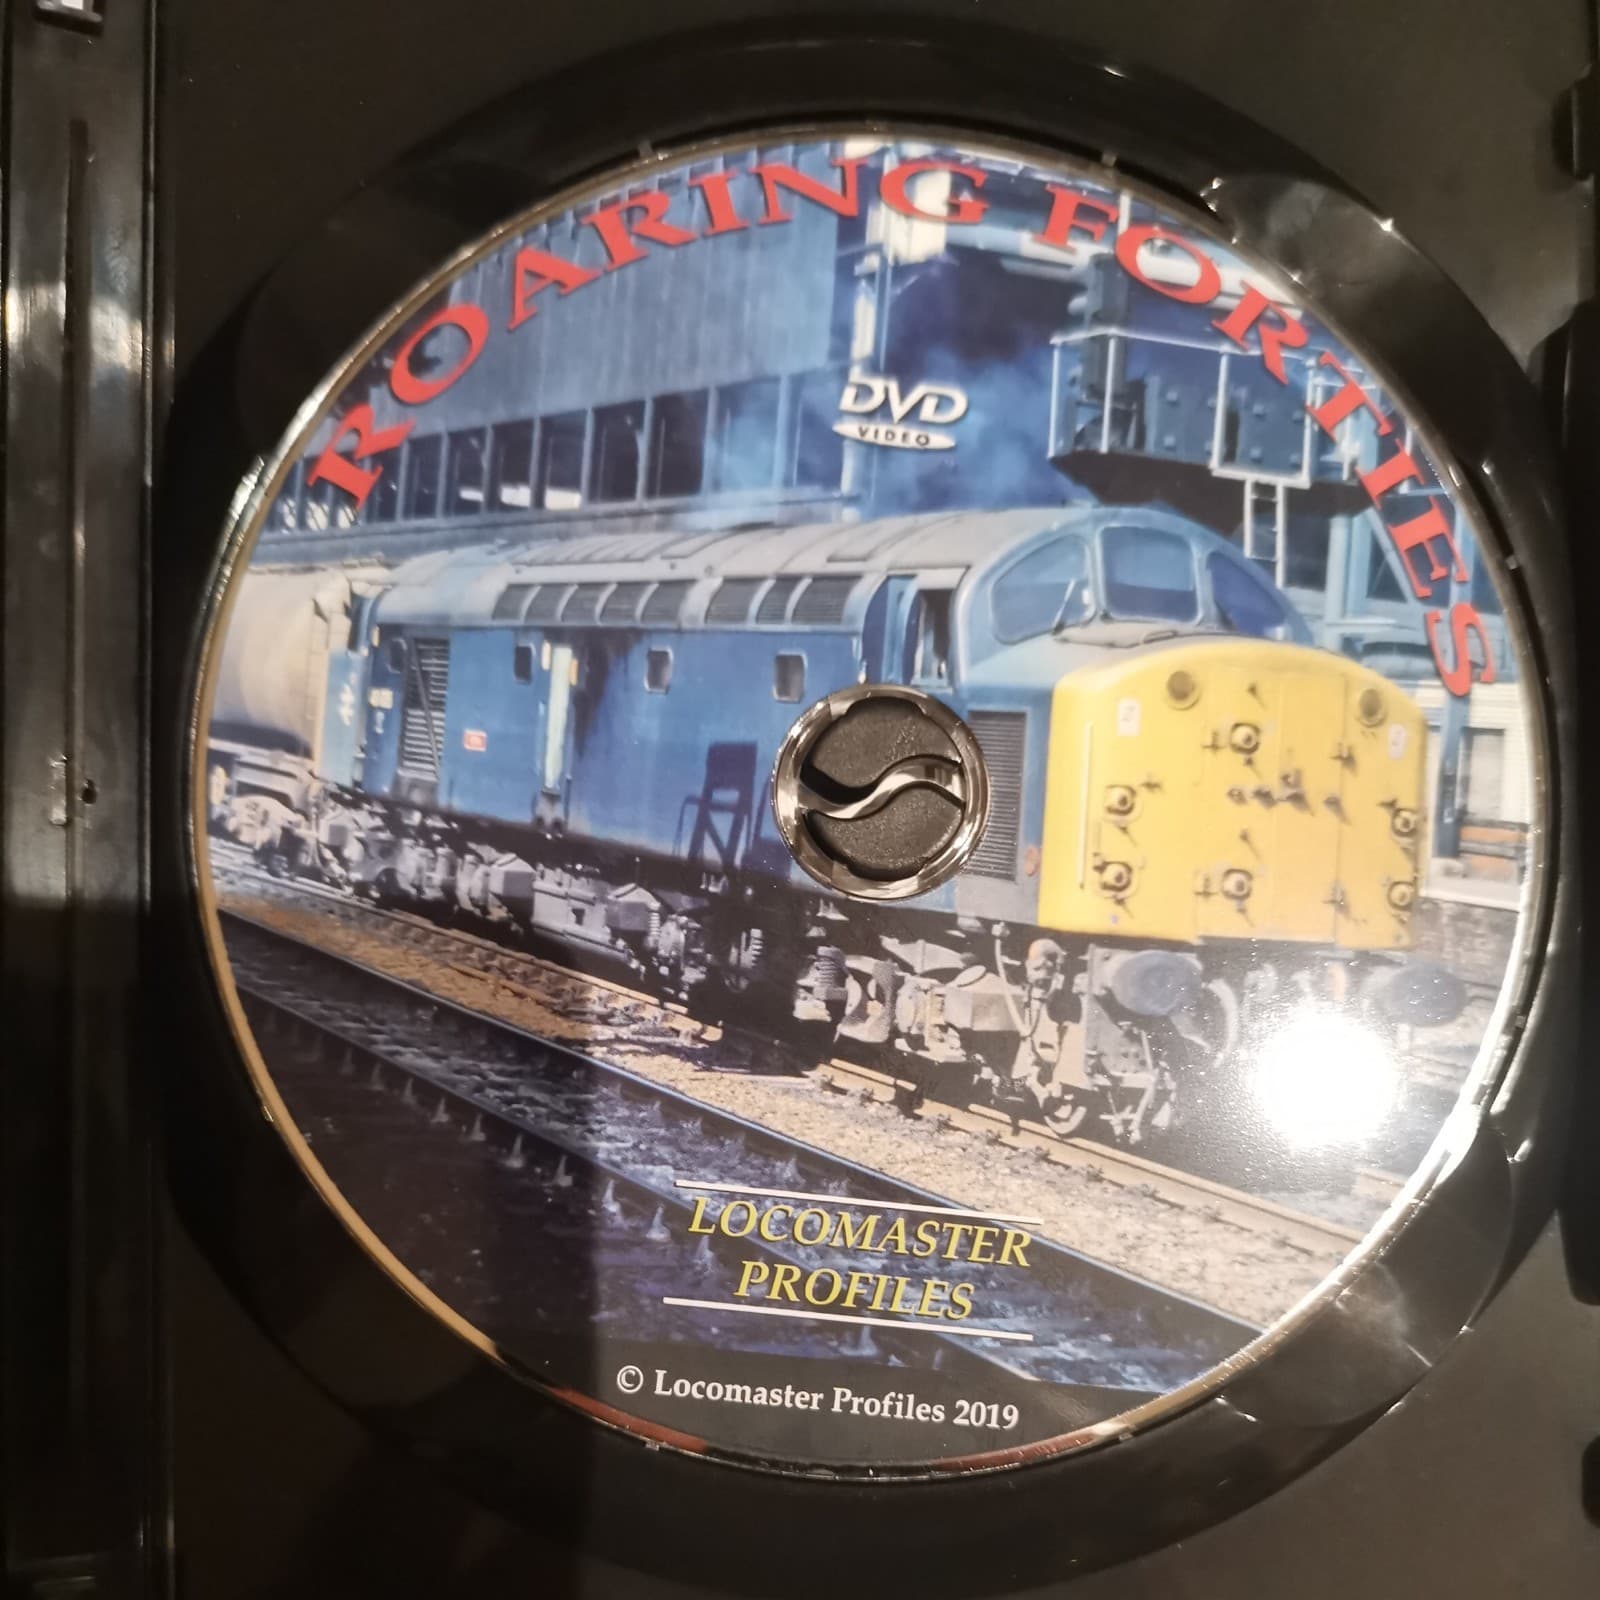 ROARING FORTIES
DVD
VIDEO
LOCOMASTER
PROFILES
© Locomaster Profiles 2019